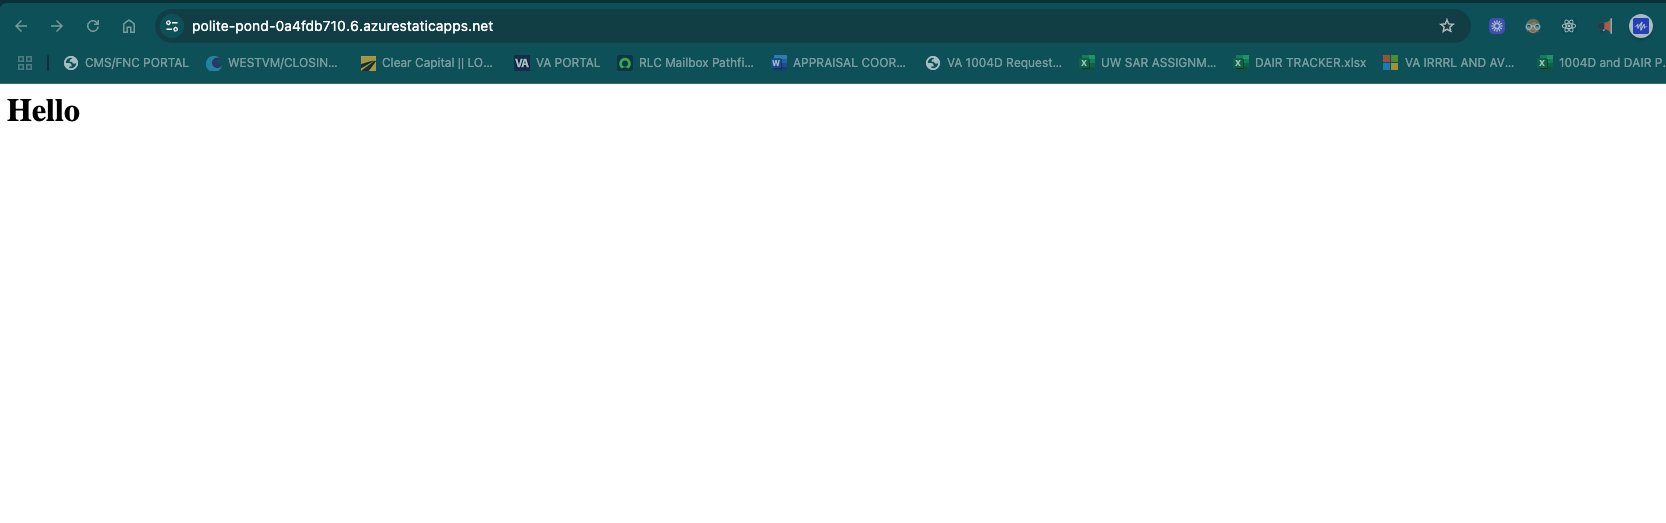 polite-pond-0a4fdb710.6.azurestaticapps.net
CMS/FNC PORTAL WESTVM/CLOSIN... Clear Capital || LO... VA VA PORTAL RLC Mailbox Pathfi... W APPRAISAL COOR... VA 1004D Request... X UW SAR ASSIGNM... X DAIR TRACKER.xlsx VA IRRRL AND AV... X 1004D and DAIR P...
Hello